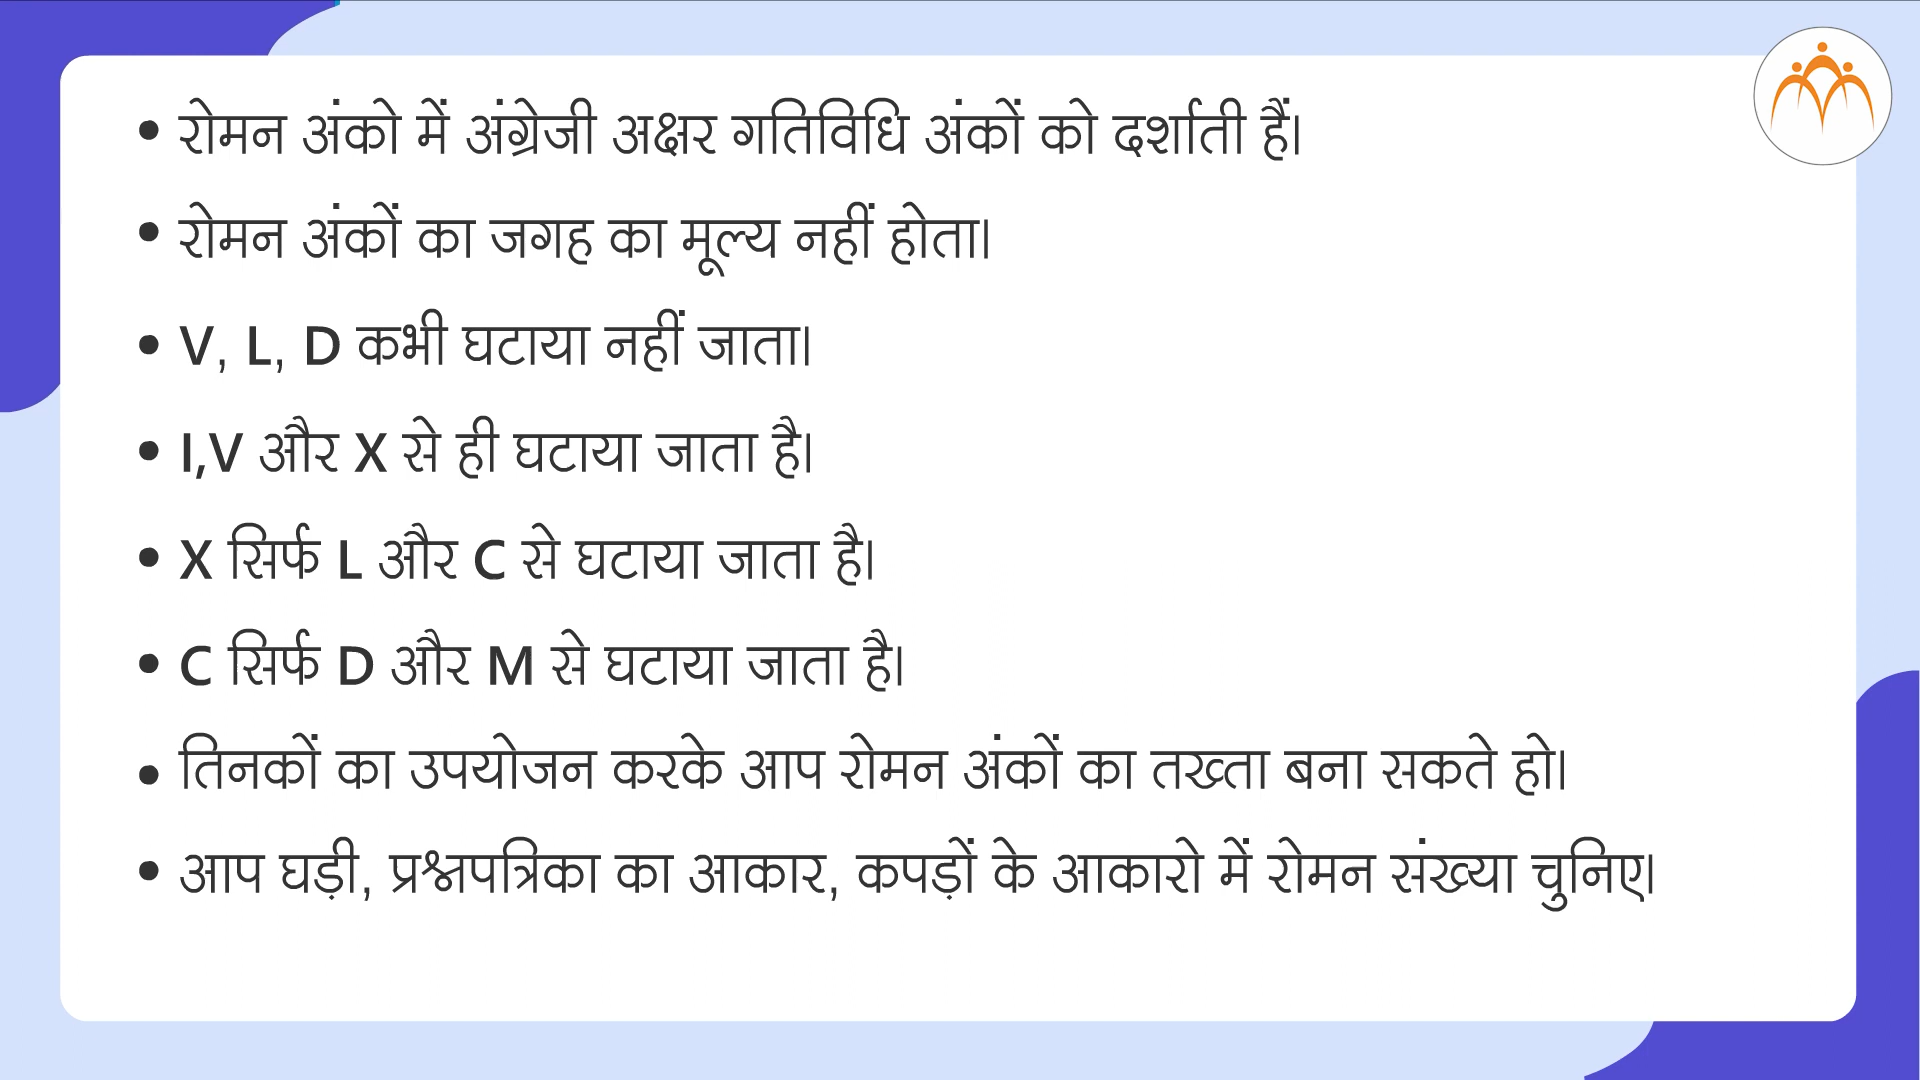 • रोमन अंको में अंग्रेजी अक्षर गतिविधि अंकों को दर्शाती हैं।
• रोमन अंकों का जगह का मूल्य नहीं होता।
• V, L, D कभी घटाया नहीं जाता।
• I,V और X से ही घटाया जाता है।
• X सिर्फ L और C से घटाया जाता है।
• C सिर्फ D और M से घटाया जाता है।
• तिनकों का उपयोजन करके आप रोमन अंकों का तख्ता बना सकते हो।
• आप घड़ी, प्रश्नपत्रिका का आकार, कपड़ों के आकारो में रोमन संख्या चुनिए।